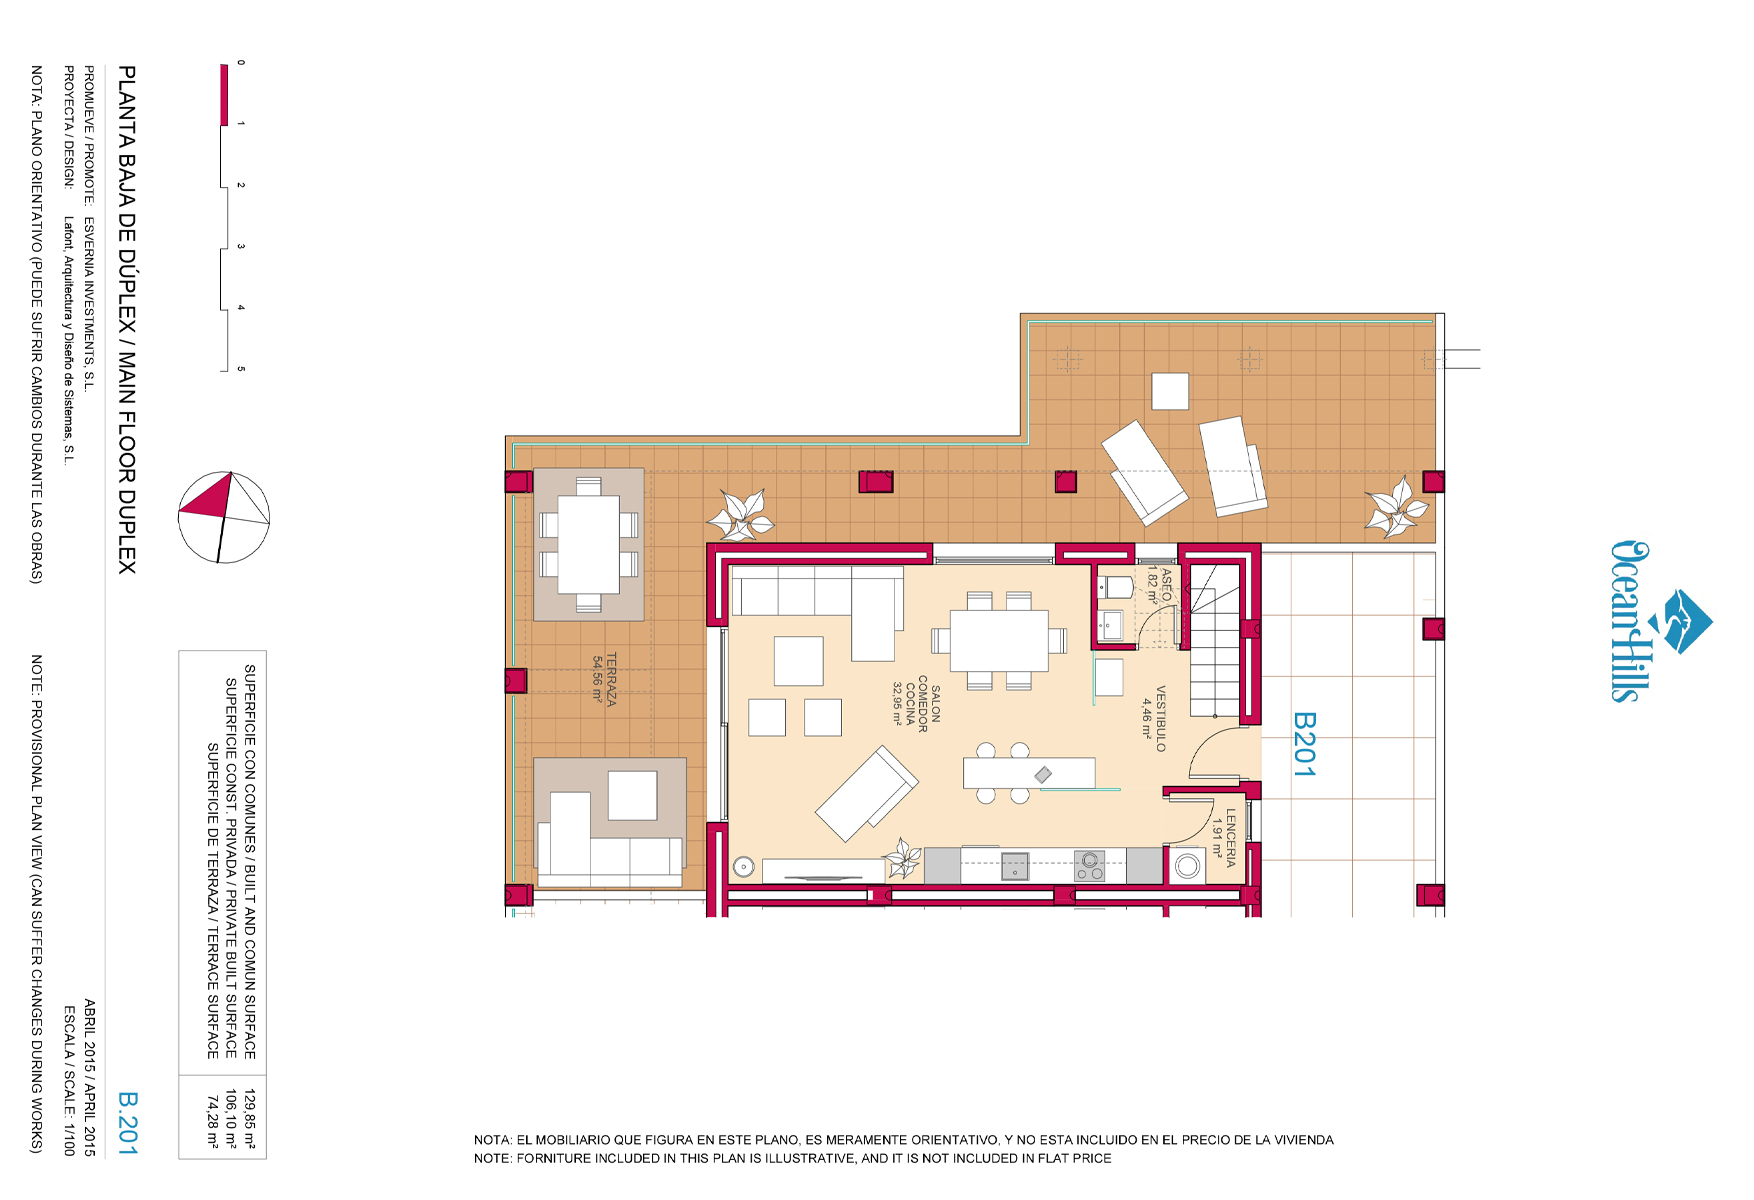 PLANTA BAJA DE DÚPLEX / MAIN FLOOR DUPLEX
B.201
PROMUEVE / PROMOTE: ESVERNIA INVESTMENTS, S.L.
ABRIL 2015 / APRIL 2015
PROYECTA / DESIGN: Lafont, Arquitectura y Diseño de Sistemas, S.L.
ESCALA / SCALE: 1/100
NOTA: PLANO ORIENTATIVO (PUEDE SUFRIR CAMBIOS DURANTE LAS OBRAS)
NOTE: PROVISIONAL PLAN VIEW (CAN SUFFER CHANGES DURING WORKS)
0
1
2
3
4
5
SUPERFICIE CON COMUNES / BUILT AND COMUN SURFACE 129,85 m²
SUPERFICIE CONST. PRIVADA / PRIVATE BUILT SURFACE 106,10 m²
SUPERFICIE DE TERRAZA / TERRACE SURFACE 74,28 m²
TERRAZA
54,56 m²
SALON
COMEDOR
COCINA
32,95 m²
ASEO
1.82 m²
VESTIBULO
4,46 m²
LENCERIA
1.91 m²
B201
Ocean Hills
NOTA: EL MOBILIARIO QUE FIGURA EN ESTE PLANO, ES MERAMENTE ORIENTATIVO, Y NO ESTA INCLUIDO EN EL PRECIO DE LA VIVIENDA
NOTE: FORNITURE INCLUDED IN THIS PLAN IS ILLUSTRATIVE, AND IT IS NOT INCLUDED IN FLAT PRICE